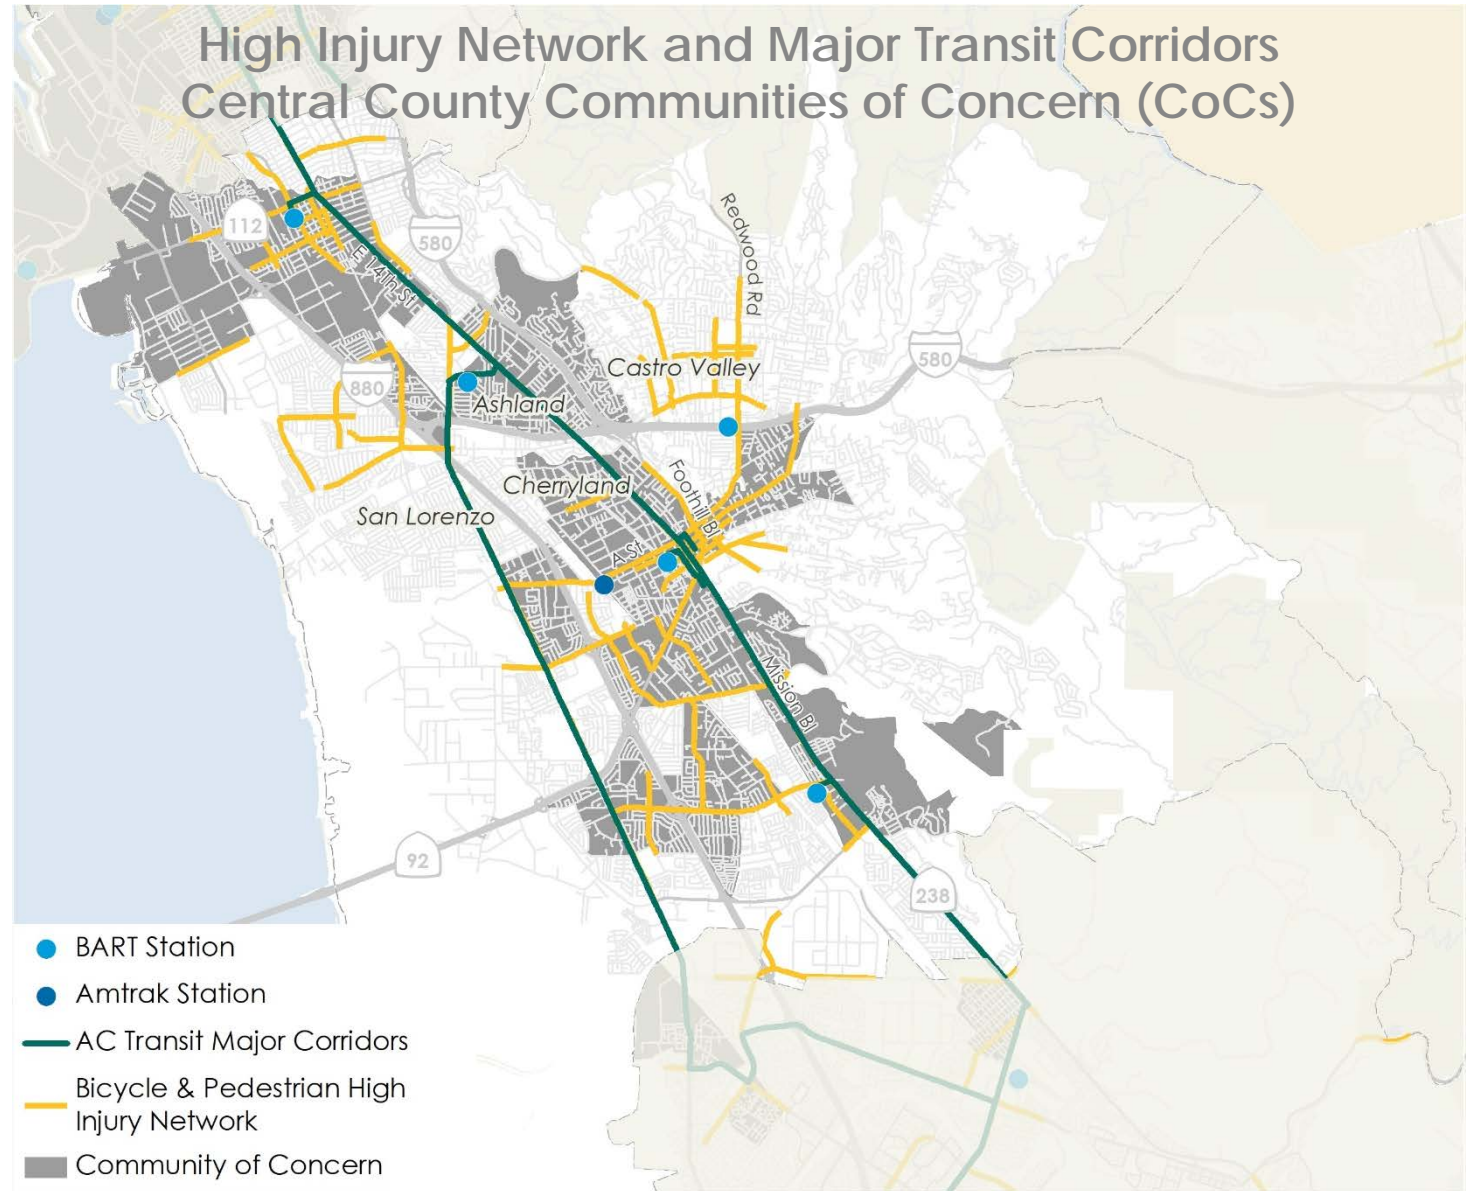 High Injury Network and Major Transit Corridors
Central County Communities of Concern (CoCs)
Redwood Rd
112
580
E 14Th St
580
Castro Valley
880
Ashland
Foothill Bl
Cherryland
San Lorenzo
A St
Mission Bl
92
238
BART Station
Amtrak Station
AC Transit Major Corridors
Bicycle & Pedestrian High
Injury Network
Community of Concern